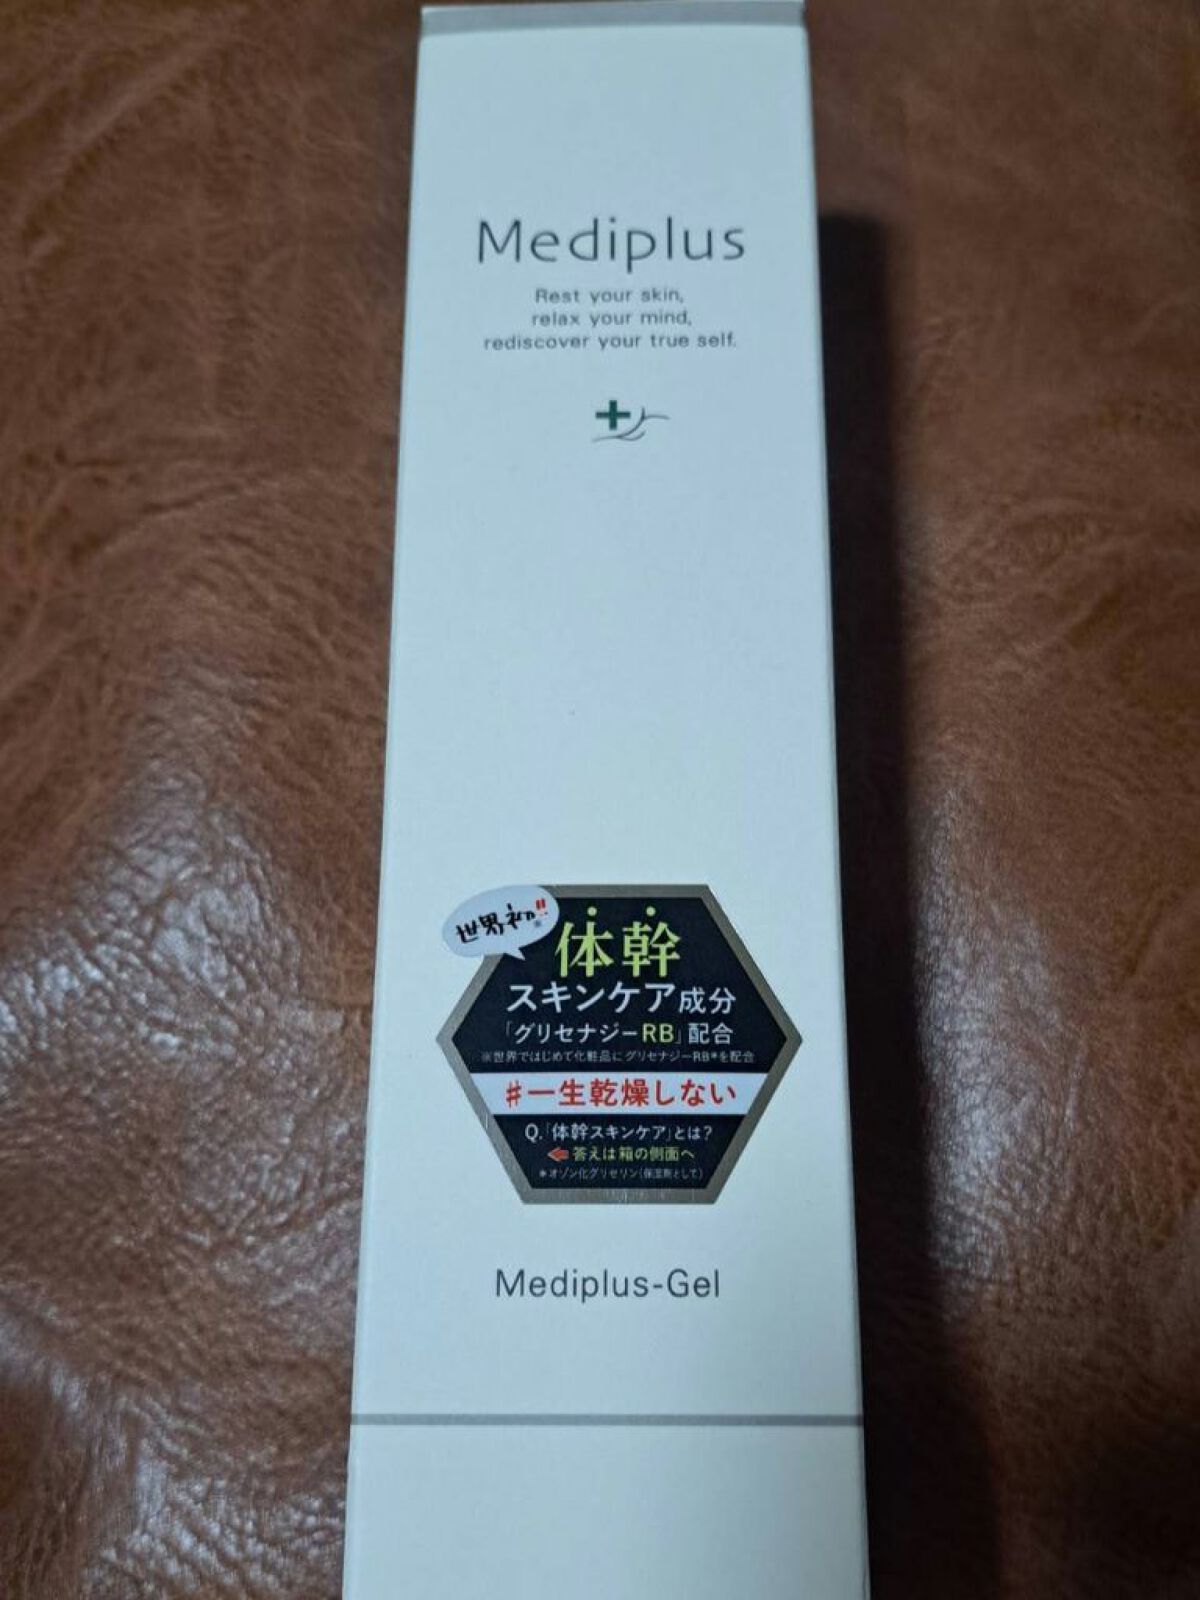 Mediplus
Rest your skin,
relax your mind,
rediscover your true self.
世界初!!※
体幹
スキンケア成分
「グリセナジーRB」配合
※世界ではじめて化粧品にグリセナジーRB*を配合
#一生乾燥しない
Q.「体幹スキンケア」とは?
答えは箱の側面へ
*オゾン化グリセリン(保湿剤として)
Mediplus-Gel